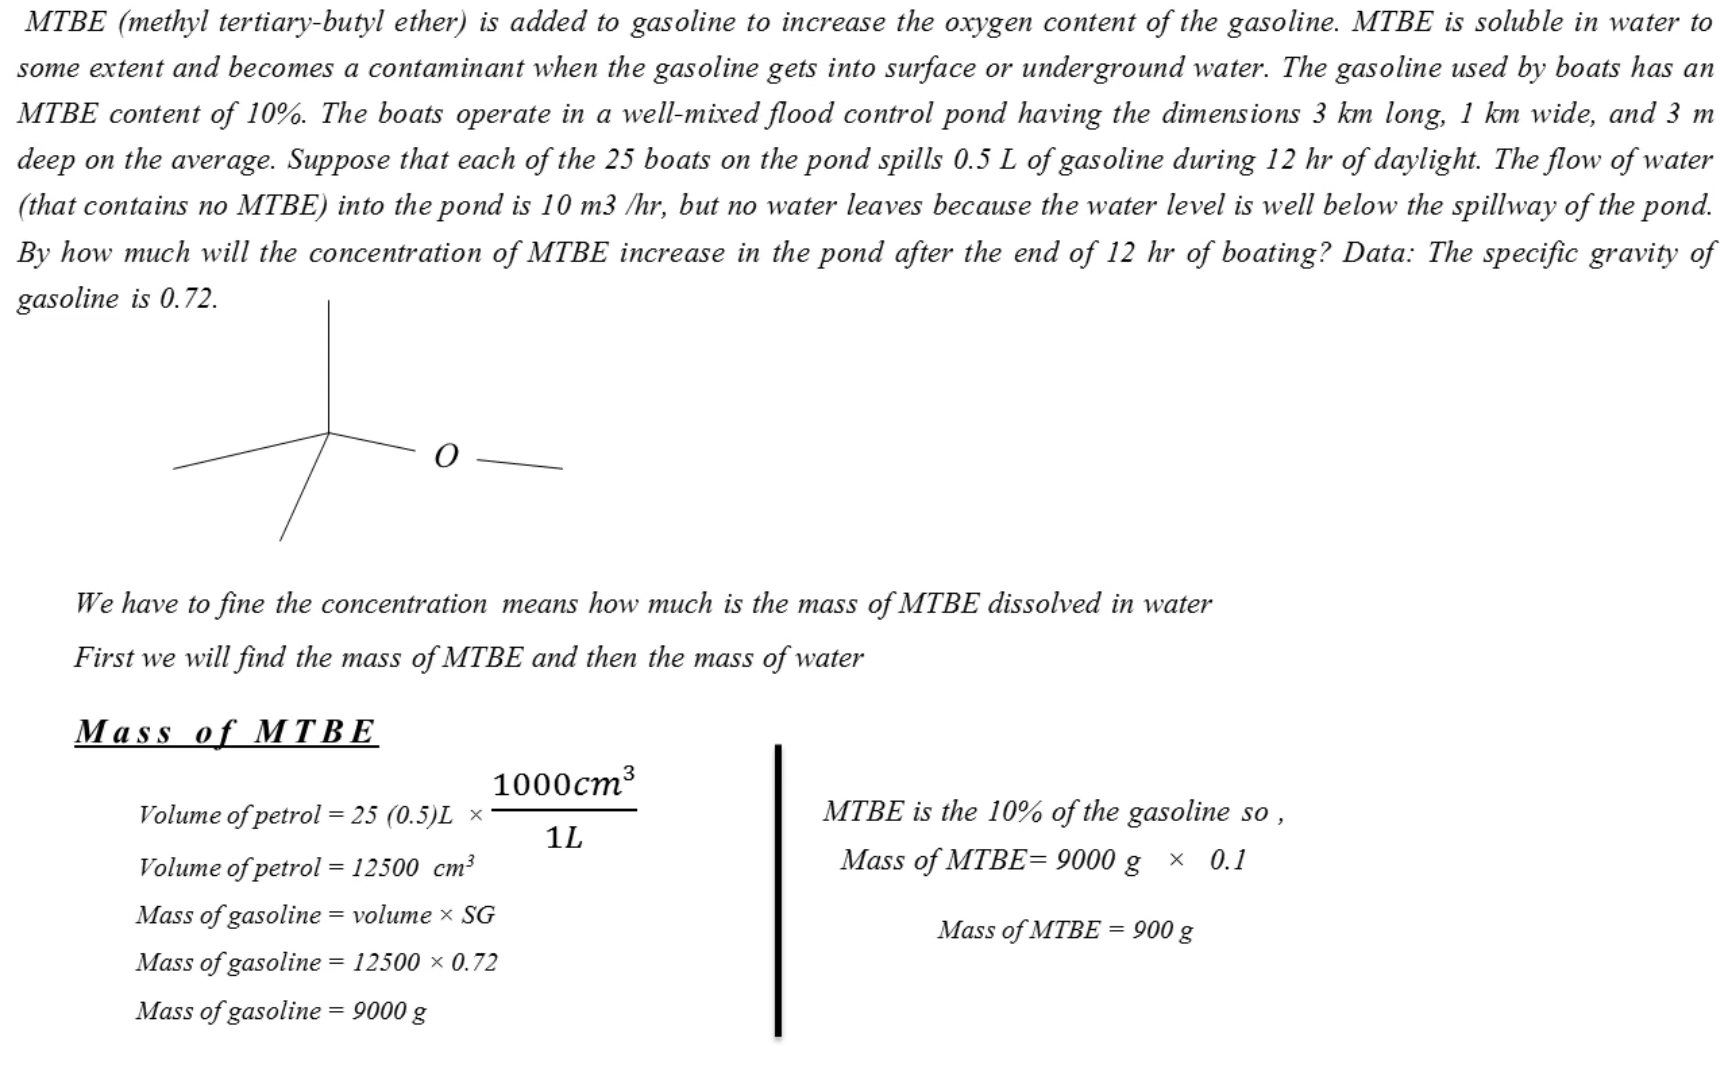 MTBE (methyl tertiary-butyl ether) is added to gasoline to increase the oxygen content of the gasoline. MTBE is soluble in water to
some extent and becomes a contaminant when the gasoline gets into surface or underground water. The gasoline used by boats has an
MTBE content of 10%. The boats operate in a well-mixed flood control pond having the dimensions 3 km long, 1 km wide, and 3 m
deep on the average. Suppose that each of the 25 boats on the pond spills 0.5 L of gasoline during 12 hr of daylight. The flow of water
(that contains no MTBE) into the pond is 10 m3 /hr, but no water leaves because the water level is well below the spillway of the pond.
By how much will the concentration of MTBE increase in the pond after the end of 12 hr of boating? Data: The specific gravity of
gasoline is 0.72.
O
We have to fine the concentration means how much is the mass of MTBE dissolved in water
First we will find the mass of MTBE and then the mass of water
Mass of MTBE
Volume of petrol = 25 (0.5)L × 1000cm³ / 1L
Volume of petrol = 12500 cm³
Mass of gasoline = volume × SG
Mass of gasoline = 12500 × 0.72
Mass of gasoline = 9000 g
MTBE is the 10% of the gasoline so ,
Mass of MTBE= 9000 g × 0.1
Mass of MTBE = 900 g